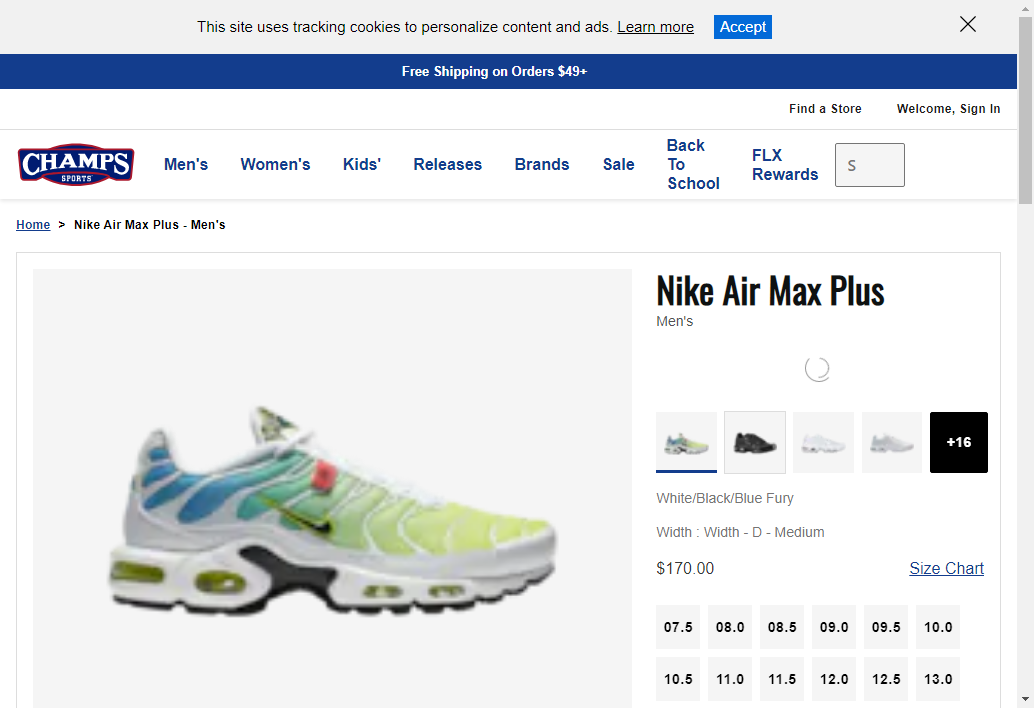 This site uses tracking cookies to personalize content and ads. Learn more Accept
Free Shipping on Orders $49+
Find a Store Welcome, Sign In
CHAMPS
SPORTS
Men's Women's Kids' Releases Brands Sale Back To School FLX Rewards S
Home > Nike Air Max Plus - Men's
Nike Air Max Plus
Men's
+16
White/Black/Blue Fury
Width : Width - D - Medium
$170.00 Size Chart
07.5 08.0 08.5 09.0 09.5 10.0
10.5 11.0 11.5 12.0 12.5 13.0